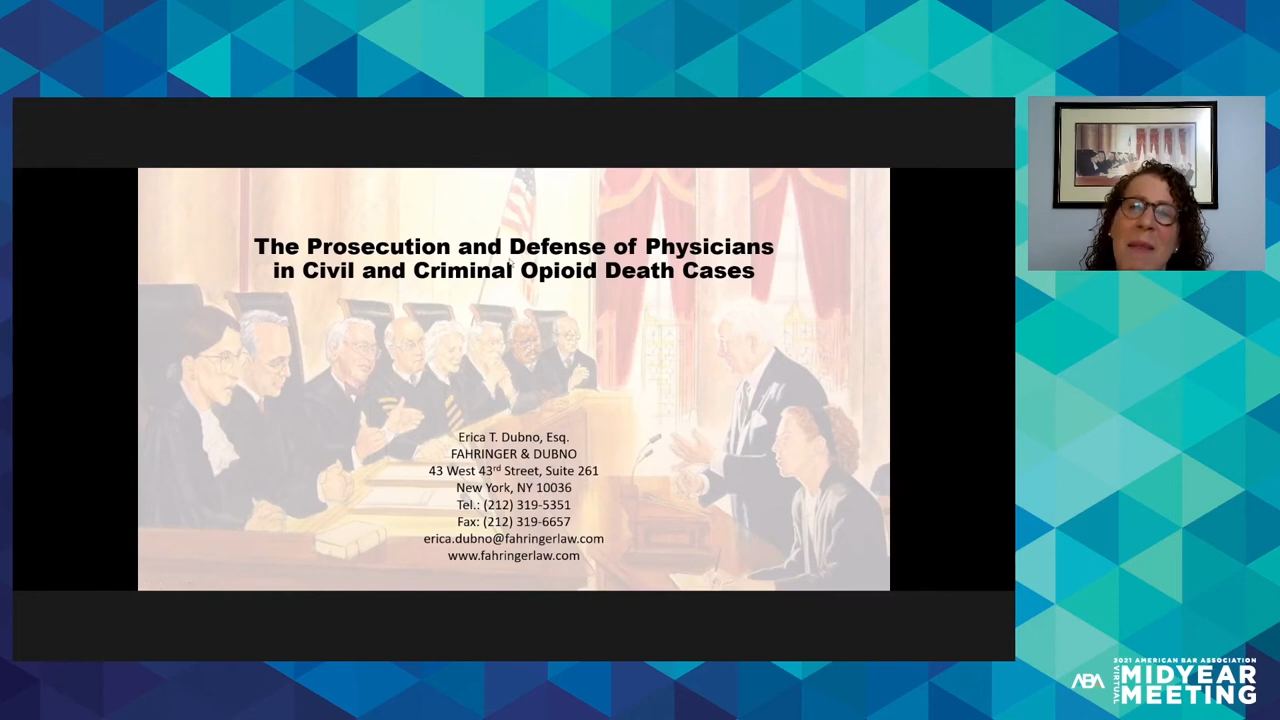 The Prosecution and Defense of Physicians
in Civil and Criminal Opioid Death Cases
Erica T. Dubno, Esq.
FAHRINGER & DUBNO
43 West 43rd Street, Suite 261
New York, NY 10036
Tel.: (212) 319-5351
Fax: (212) 319-6657
erica.dubno@fahringerlaw.com
www.fahringerlaw.com
2021 AMERICAN BAR ASSOCIATION
ABA
VIRTUAL
MIDYEAR
MEETING